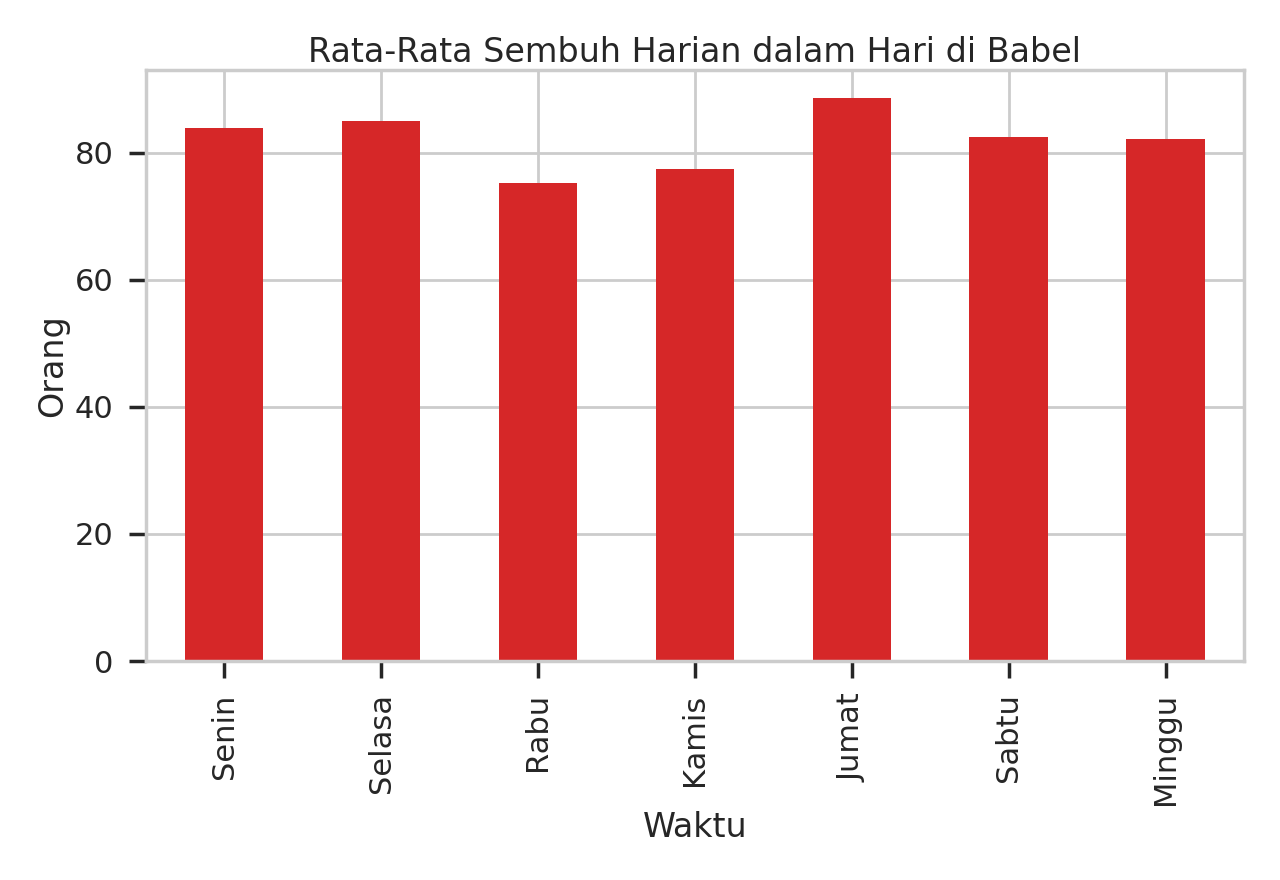 Rata-Rata Sembuh Harian dalam Hari di Babel
Orang
80
60
40
20
0
Senin
Selasa
Rabu
Kamis
Jumat
Sabtu
Minggu
Waktu